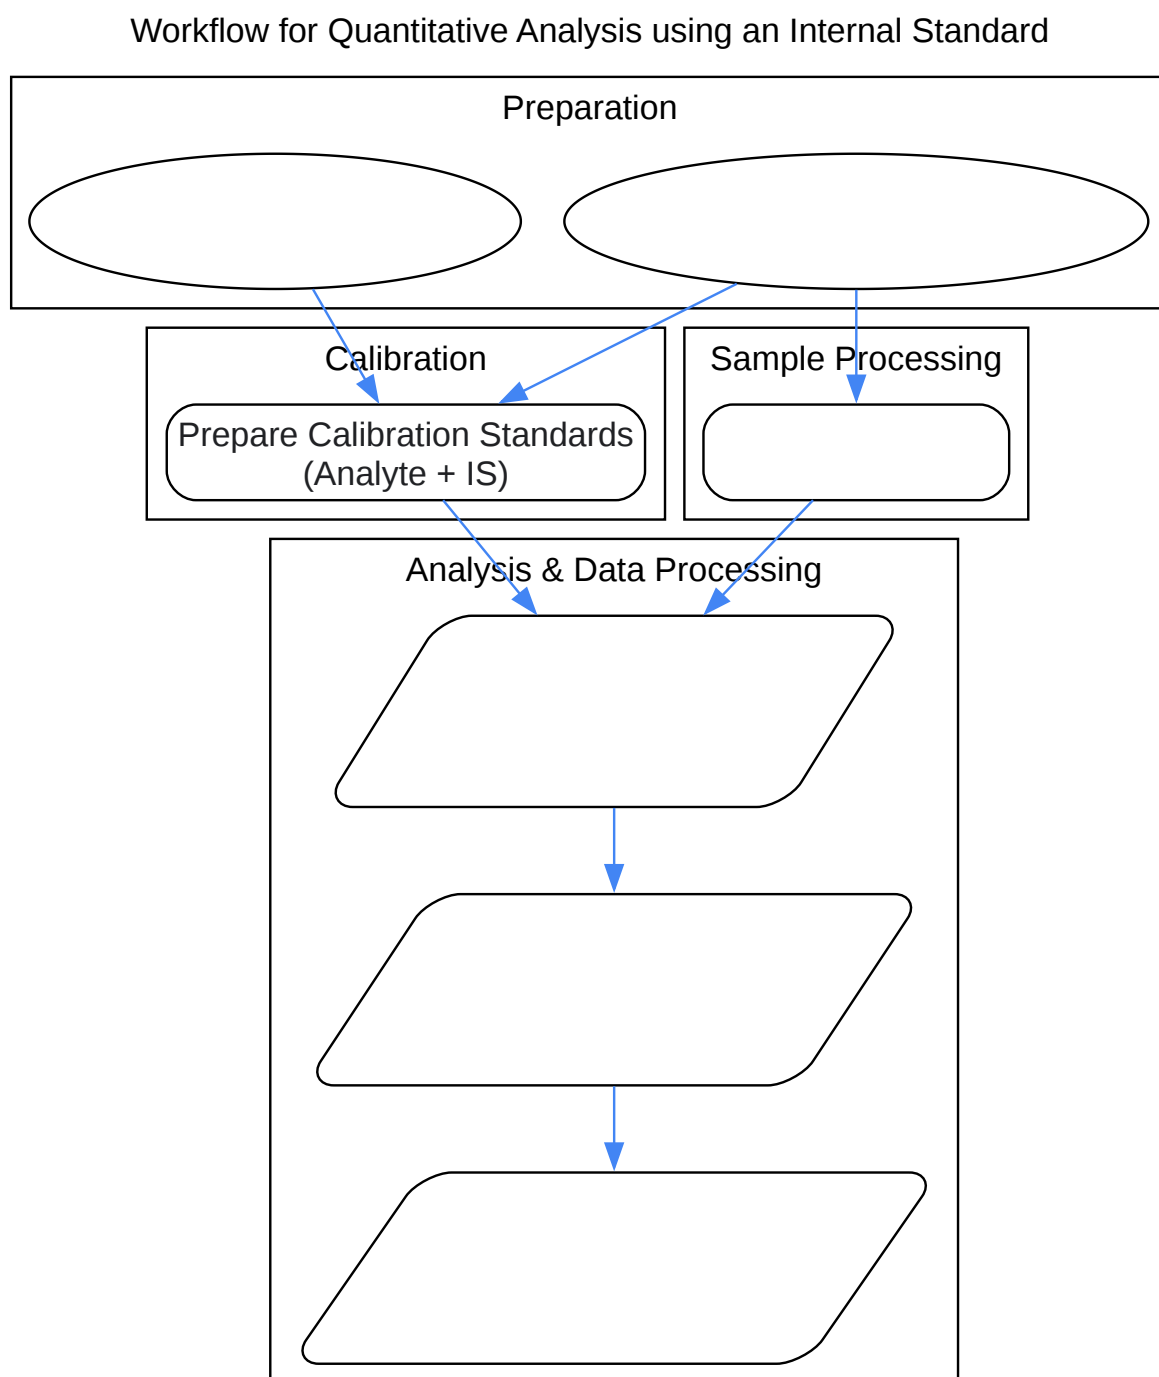 Workflow for Quantitative Analysis using an Internal Standard
Preparation
Calibration
Sample Processing
Prepare Calibration Standards
(Analyte + IS)
Analysis & Data Processing